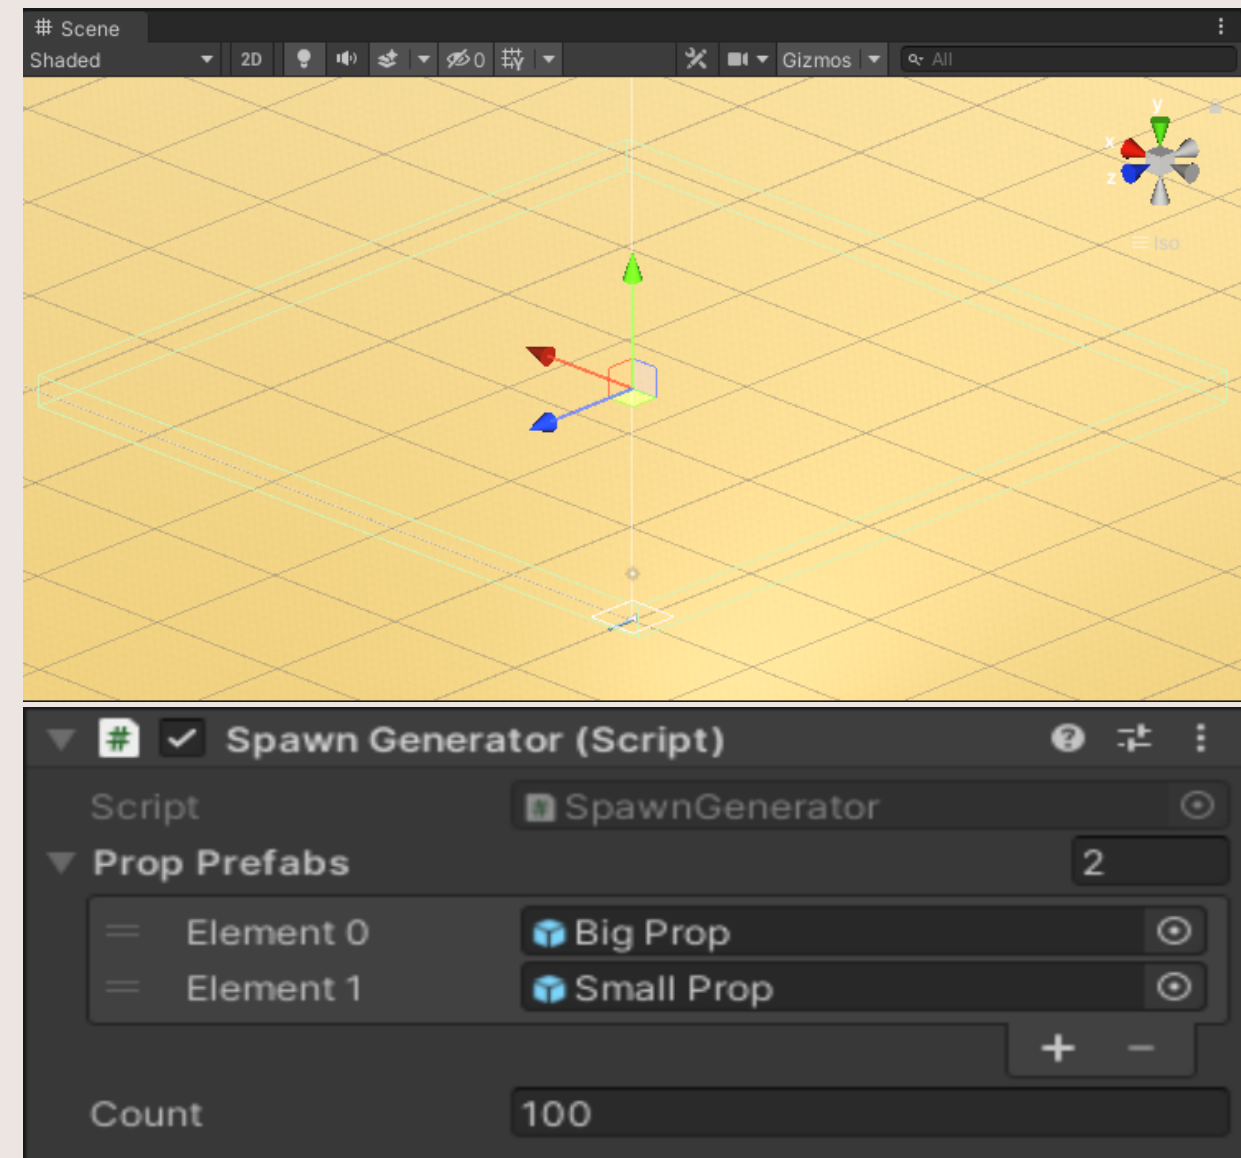 Scene
Shaded 2D 0 Gizmos All
y
x
z
Iso
Spawn Generator (Script)
Script SpawnGenerator
Prop Prefabs 2
Element 0 Big Prop
Element 1 Small Prop
Count 100